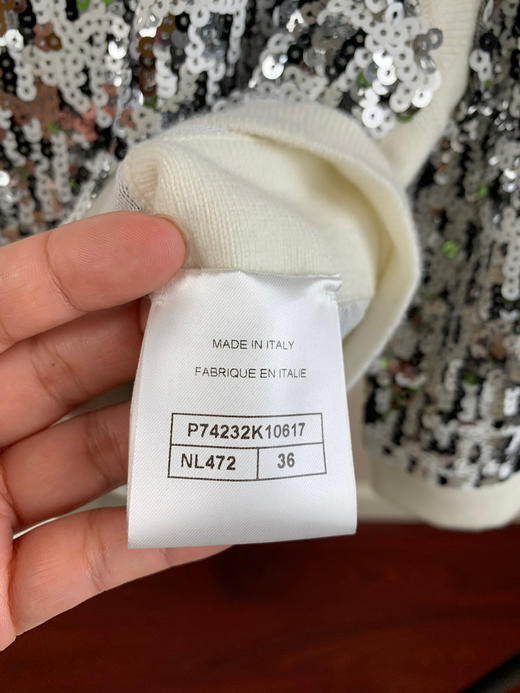 MADE IN ITALY
FABRIQUE EN ITALIE
P74232K10617
NL472 36